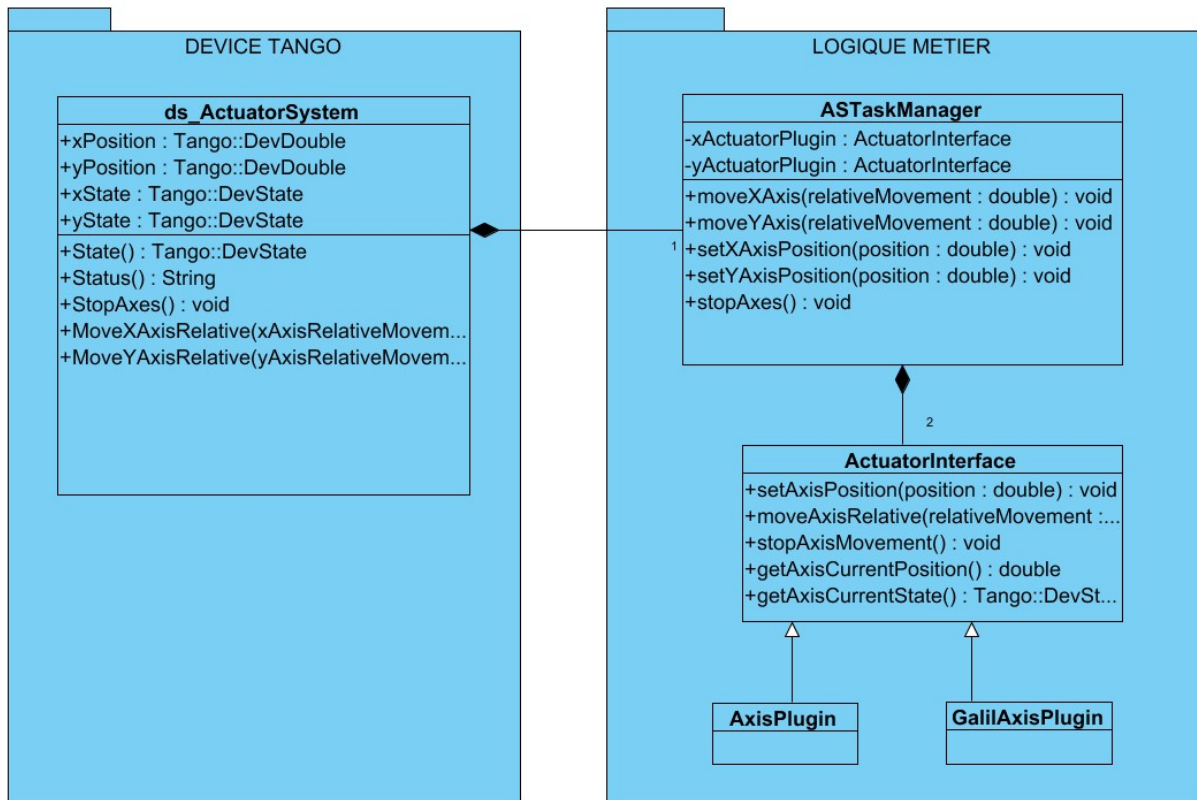 DEVICE TANGO
ds_ActuatorSystem
+xPosition : Tango::DevDouble
+yPosition : Tango::DevDouble
+xState : Tango::DevState
+yState : Tango::DevState
+State() : Tango::DevState
+Status() : String
+StopAxes() : void
+MoveXAxisRelative(xAxisRelativeMovem...
+MoveYAxisRelative(yAxisRelativeMovem...
LOGIQUE METIER
ASTaskManager
-xActuatorPlugin : ActuatorInterface
-yActuatorPlugin : ActuatorInterface
+moveXAxis(relativeMovement : double) : void
+moveYAxis(relativeMovement : double) : void
+setXAxisPosition(position : double) : void
+setYAxisPosition(position : double) : void
+stopAxes() : void
1
2
ActuatorInterface
+setAxisPosition(position : double) : void
+moveAxisRelative(relativeMovement :...
+stopAxisMovement() : void
+getAxisCurrentPosition() : double
+getAxisCurrentState() : Tango::DevSt...
AxisPlugin
GalilAxisPlugin